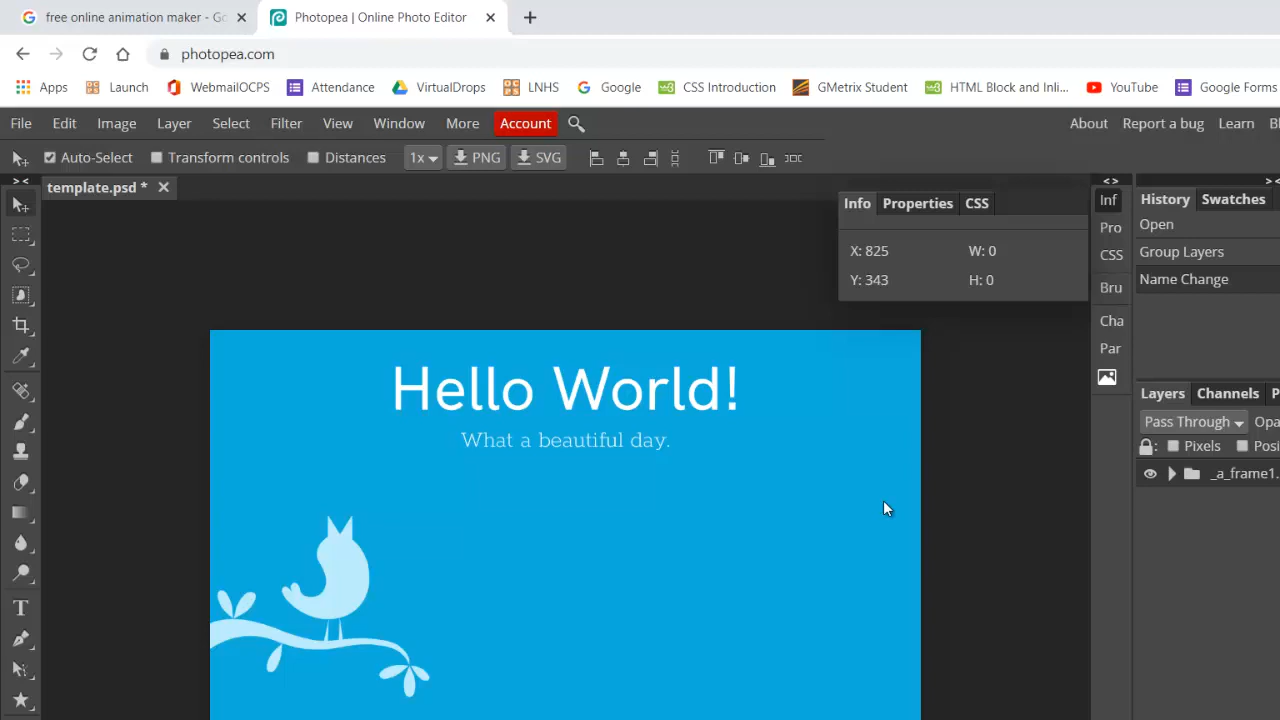 free online animation maker - Go
Photopea | Online Photo Editor
photopea.com
Apps Launch WebmailOCPS Attendance VirtualDrop LNHS Google CSS Introduction GMetrix Student HTML Block and Inli... YouTube Google Forms
File Edit Image Layer Select Filter View Window More Account About Report a bug Learn Bl
Auto-Select Transform controls Distances 1x PNG SVG
template.psd *
Info Properties CSS
X: 825 W: 0
Y: 343 H: 0
Inf
Pro
CSS
Bru
Cha
Par
History Swatches
Open
Group Layers
Name Change
Layers Channels P
Pass Through Opa
Pixels Posi
_a_frame1.
Hello World!
What a beautiful day.
T